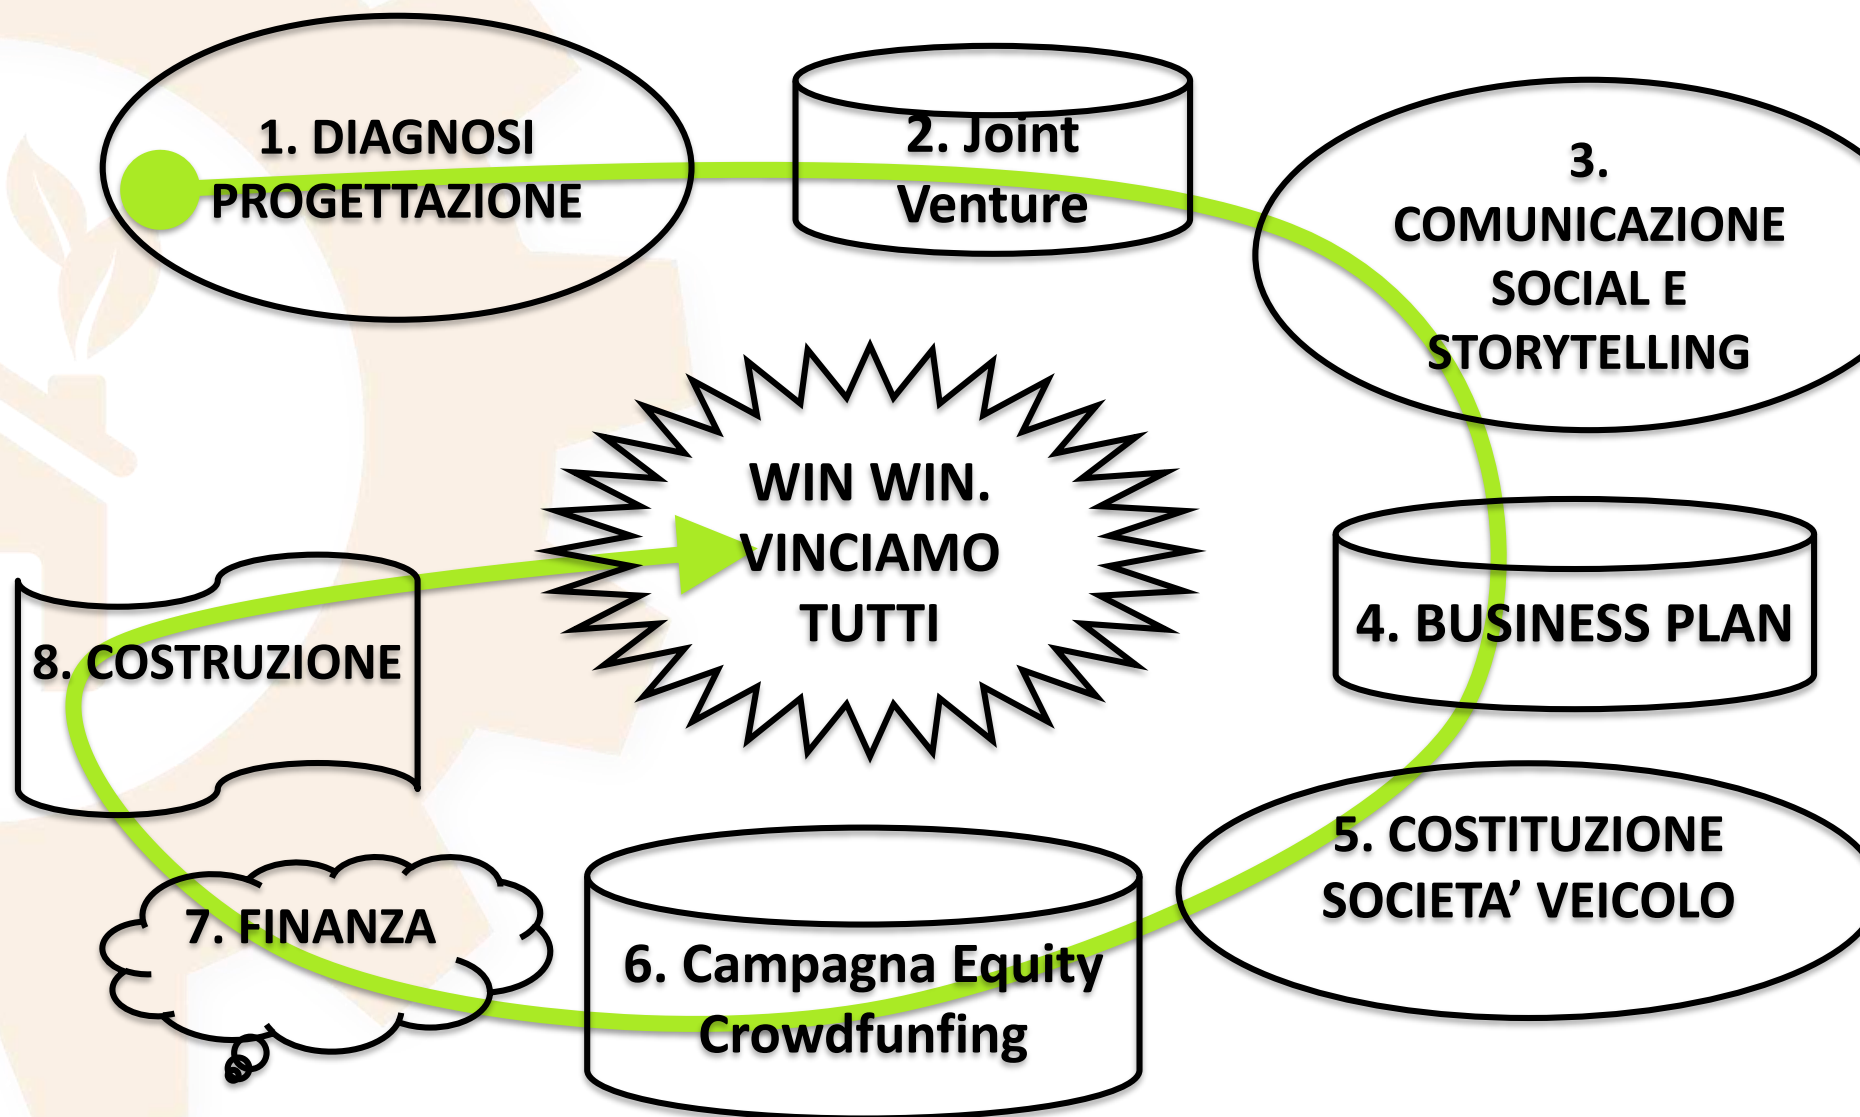 1. DIAGNOSI
PROGETTAZIONE
2. Joint
Venture
3.
COMUNICAZIONE
SOCIAL E
STORYTELLING
4. BUSINESS PLAN
5. COSTITUZIONE
SOCIETA’ VEICOLO
6. Campagna Equity
Crowdfunfing
7. FINANZA
8. COSTRUZIONE
WIN WIN.
VINCIAMO
TUTTI